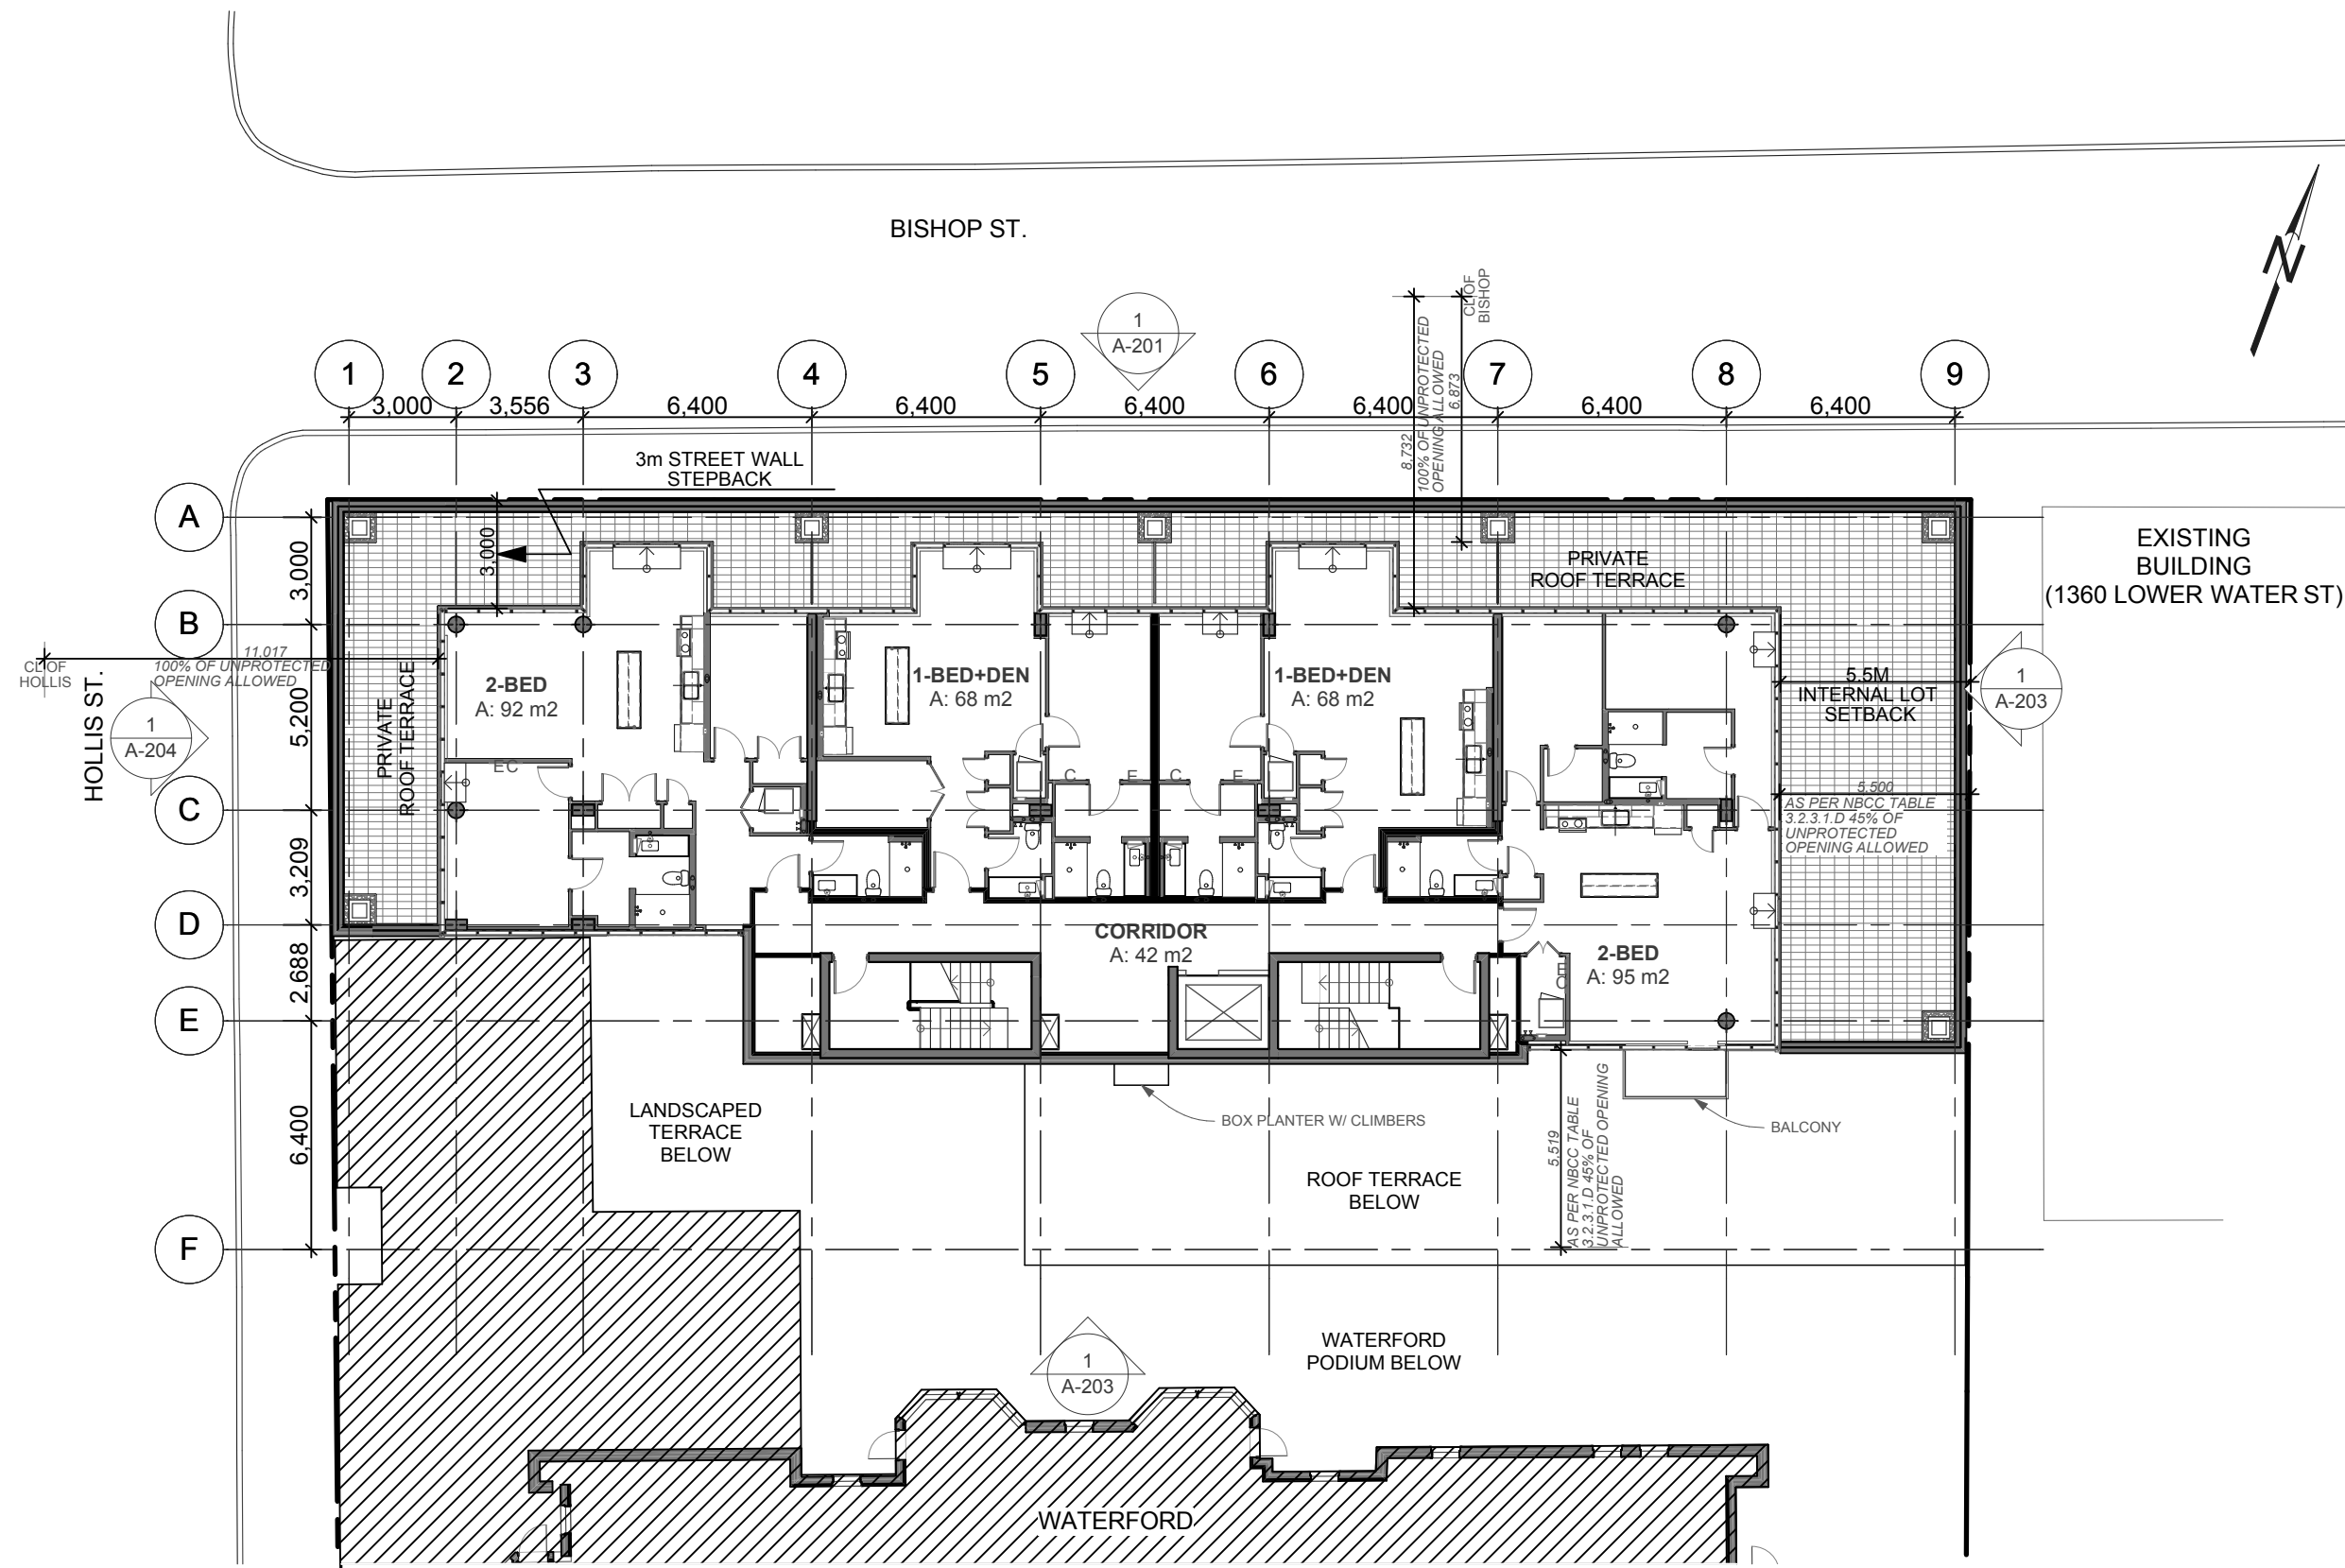 BISHOP ST.
N
CL OF
BISHOP
1
A-201
1
2
3
4
5
6
7
8
9
3,000
3,556
6,400
6,400
6,400
6,400
6,400
6,400
8,732
100% OF UNPROTECTED
OPENING ALLOWED
6,873
3m STREET WALL
STEPBACK
A
B
C
D
E
F
3,000
5,200
3,209
2,688
6,400
3,000
PRIVATE
ROOF TERRACE
EXISTING
BUILDING
(1360 LOWER WATER ST)
CL OF
HOLLIS
11,017
100% OF UNPROTECTED
OPENING ALLOWED
HOLLIS ST.
1
A-204
PRIVATE
ROOF TERRACE
2-BED
A: 92 m2
1-BED+DEN
A: 68 m2
1-BED+DEN
A: 68 m2
5.5M
INTERNAL LOT
SETBACK
1
A-203
5,500
AS PER NBCC TABLE
3.2.3.1.D 45% OF
UNPROTECTED
OPENING ALLOWED
CORRIDOR
A: 42 m2
2-BED
A: 95 m2
LANDSCAPED
TERRACE
BELOW
BOX PLANTER W/ CLIMBERS
BALCONY
5,519
AS PER NBCC TABLE
3.2.3.1.D 45% OF
UNPROTECTED OPENING
ALLOWED
ROOF TERRACE
BELOW
WATERFORD
PODIUM BELOW
1
A-203
WATERFORD